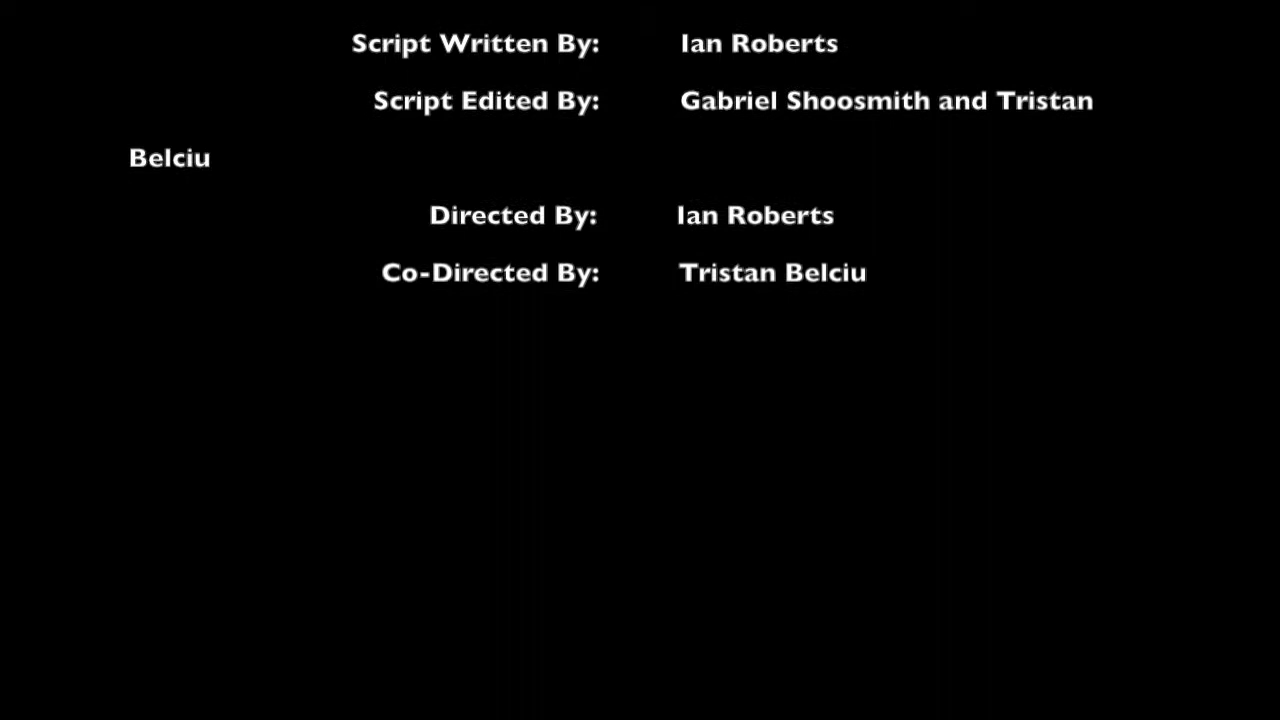 Script Written By: Ian Roberts
Script Edited By: Gabriel Shoosmith and Tristan
Belciu
Directed By: Ian Roberts
Co-Directed By: Tristan Belciu